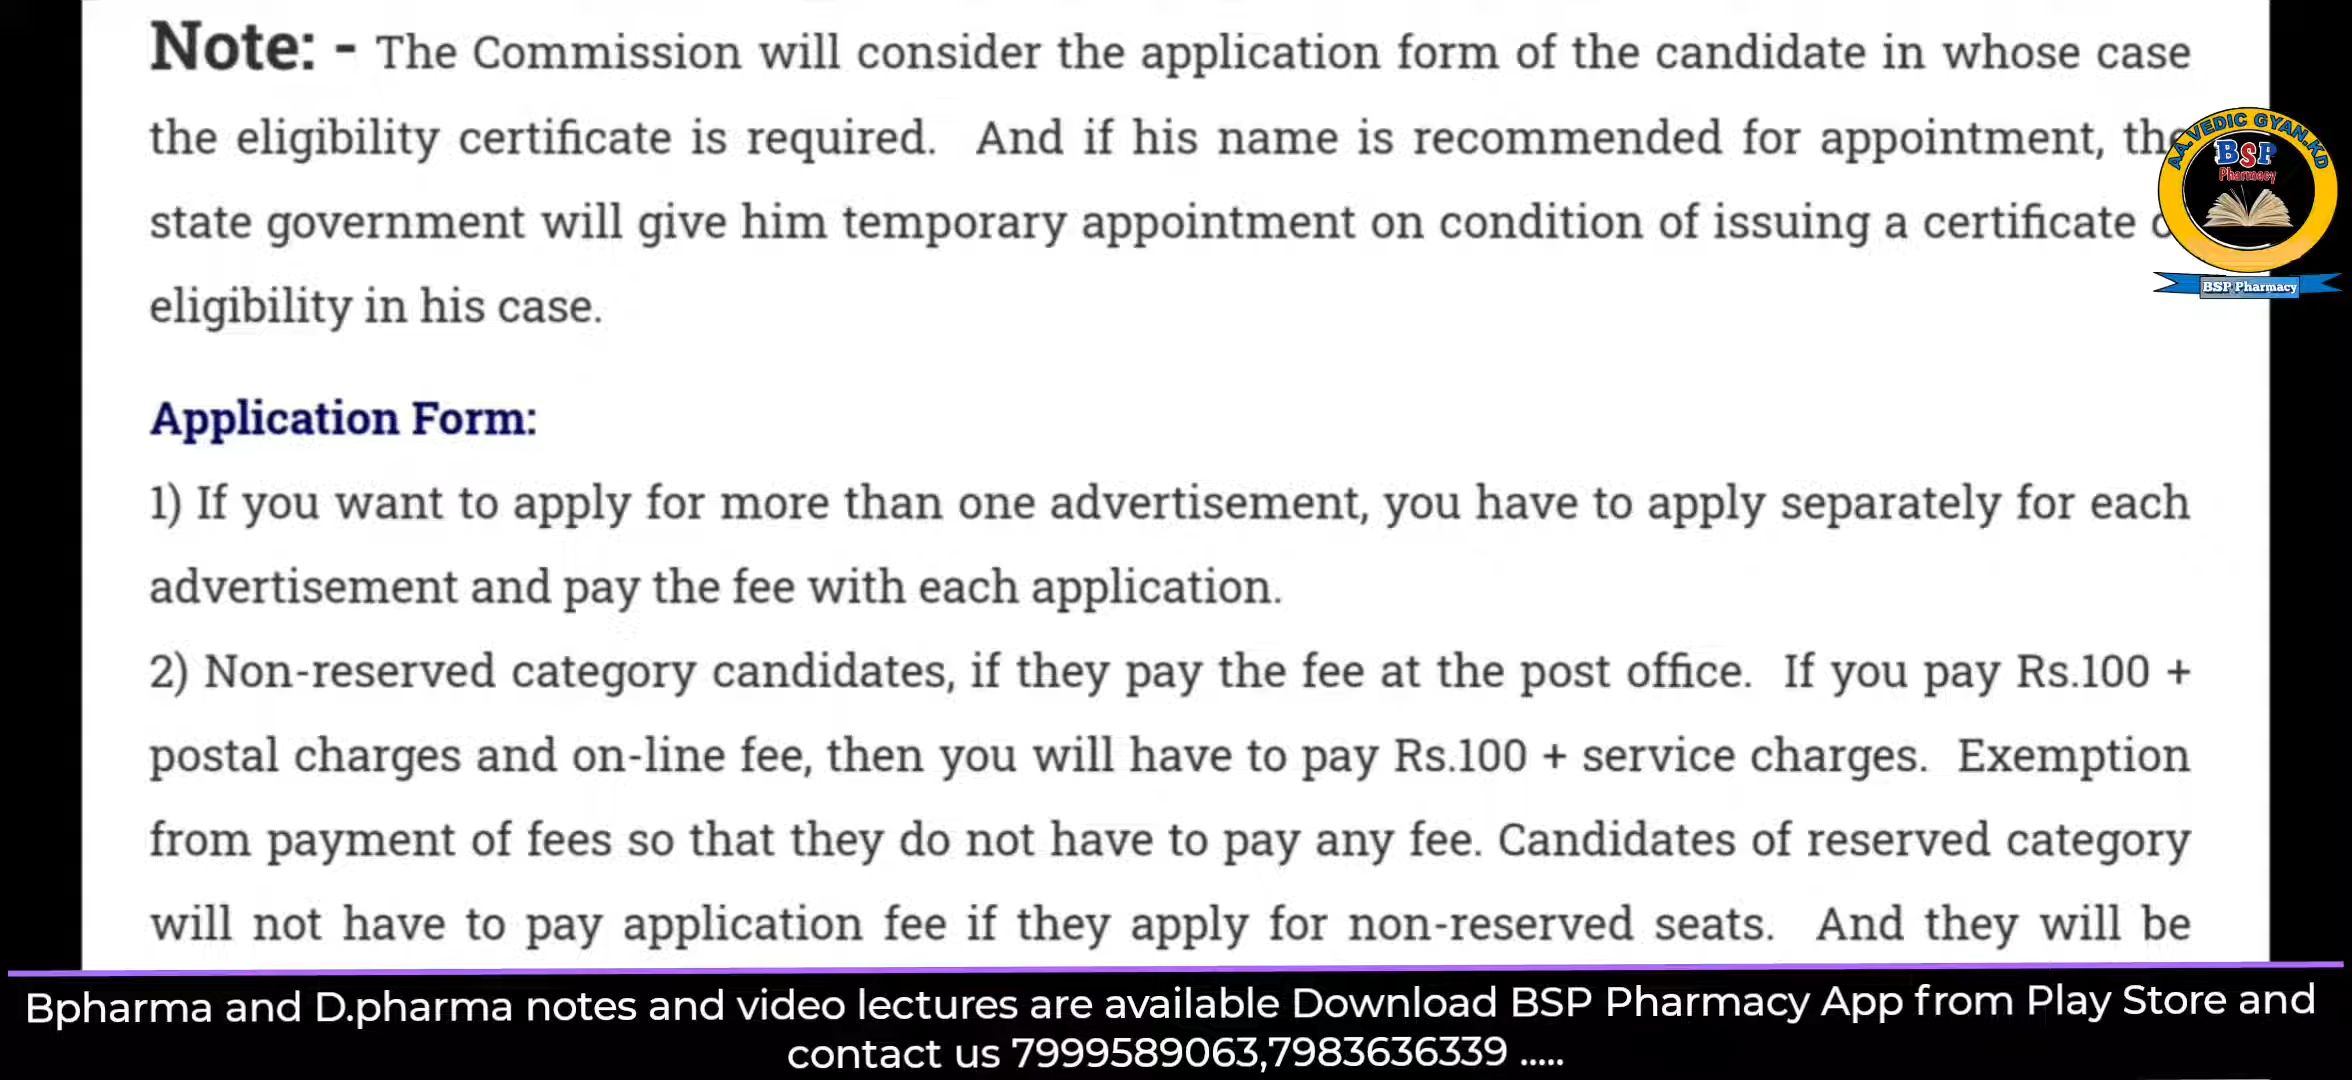 Note: - The Commission will consider the application form of the candidate in whose case
the eligibility certificate is required. And if his name is recommended for appointment, the
state government will give him temporary appointment on condition of issuing a certificate
eligibility in his case.
Application Form:
1) If you want to apply for more than one advertisement, you have to apply separately for each
advertisement and pay the fee with each application.
2) Non-reserved category candidates, if they pay the fee at the post office. If you pay Rs.100 +
postal charges and on-line fee, then you will have to pay Rs.100 + service charges. Exemption
from payment of fees so that they do not have to pay any fee. Candidates of reserved category
will not have to pay application fee if they apply for non-reserved seats. And they will be
AA.VEDIC GYAN.KD
BSP
Pharmacy
BSP Pharmacy
Bpharma and D.pharma notes and video lectures are available Download BSP Pharmacy App from Play Store and
contact us 7999589063,7983636339 .....